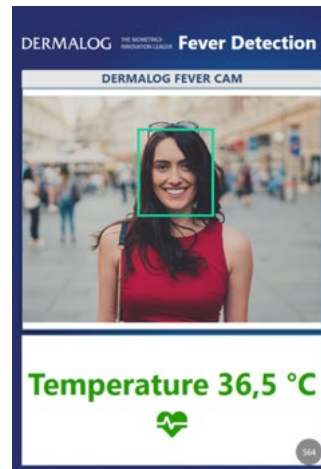 DERMALOG THE BIOMETRICS INNOVATION LEADER Fever Detection
DERMALOG FEVER CAM
Temperature 36,5 °C
564